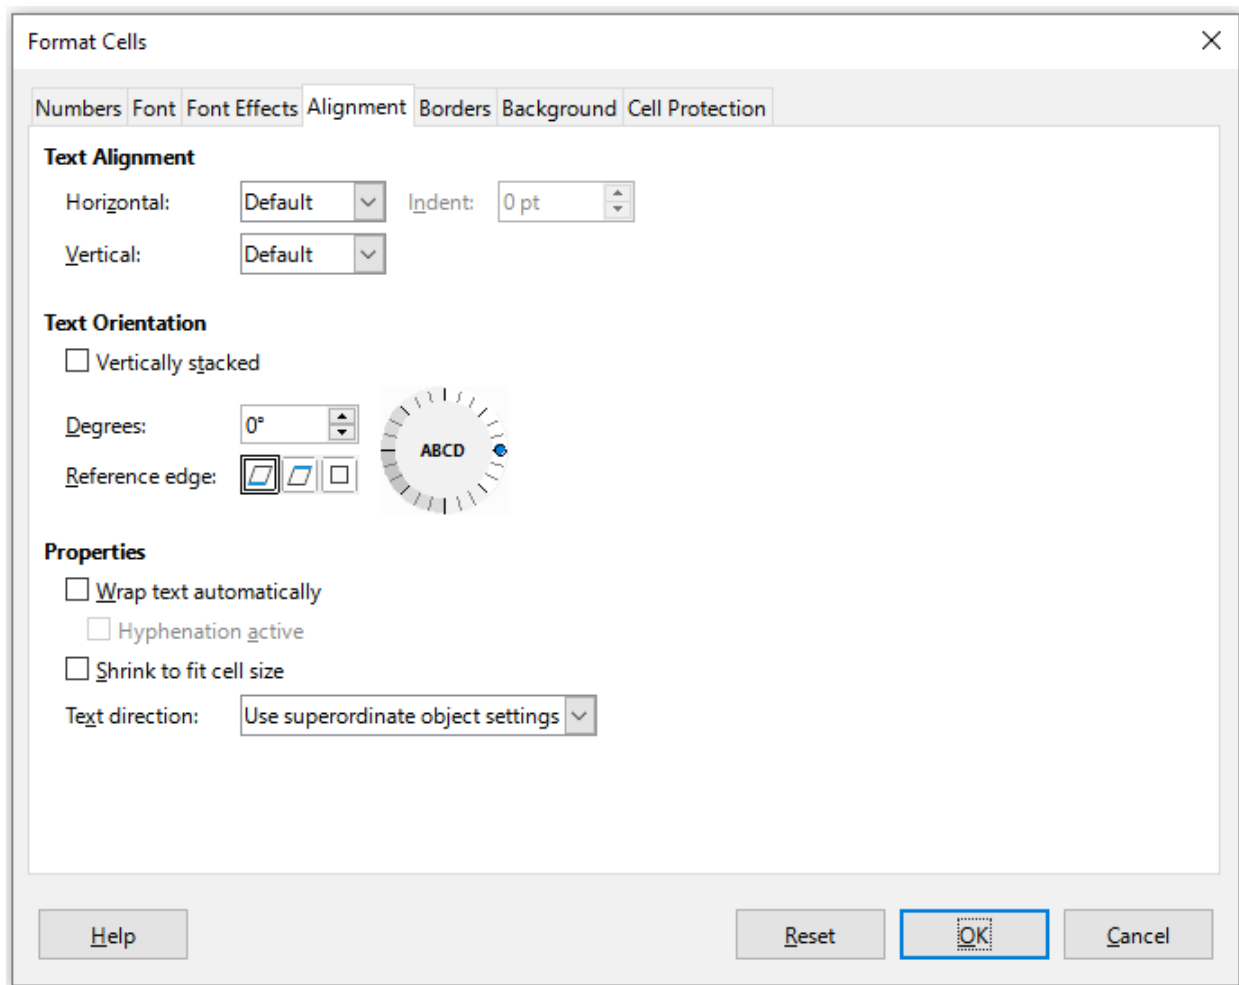 Format Cells
Numbers Font Font Effects Alignment Borders Background Cell Protection
Text Alignment
Horizontal: Default Indent: 0 pt
Vertical: Default
Text Orientation
Vertically stacked
Degrees: 0° ABCD
Reference edge:
Properties
Wrap text automatically
Hyphenation active
Shrink to fit cell size
Text direction: Use superordinate object settings
Help Reset OK Cancel